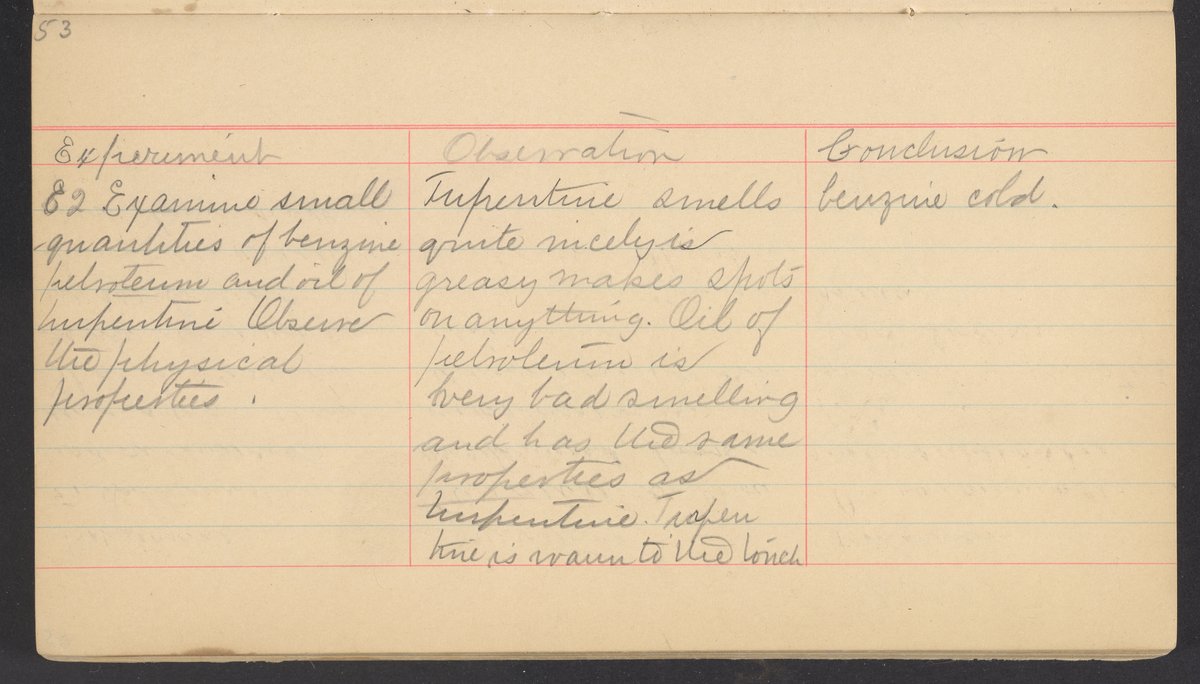 53
Experiment
E2 Examine small
quantities of benzine
petroleum and oil of
turpentine Observe
the physical
properties.
Observation
Turpentine smells
quite nicely is
greasy makes spots
on anything. Oil of
petroleum is
very bad smelling
and has the same
properties as
turpentine. Turpen
tine is warm to the touch
Conclusion
benzine cold.